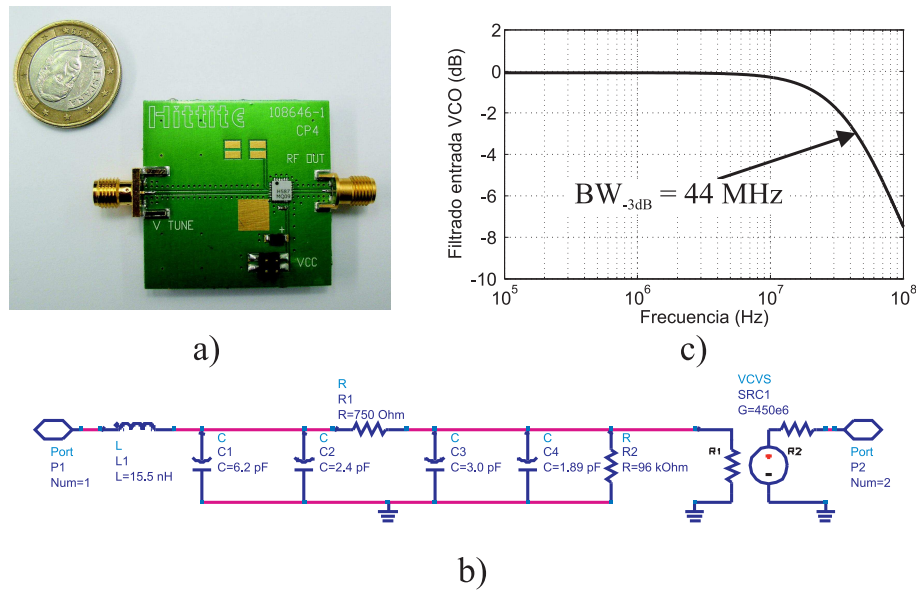 Hittite
108646-1
CP4
RF OUT
V TUNE
VCC
+
a)
Filtrado entrada VCO (dB)
2
0
-2
-4
-6
-8
-10
BW-3dB = 44 MHz
10^5
10^6
10^7
10^8
Frecuencia (Hz)
c)
Port
P1
Num=1
L
L1
L=15.5 nH
C
C1
C=6.2 pF
C
C2
C=2.4 pF
R
R1
R=750 Ohm
C
C3
C=3.0 pF
C
C4
C=1.89 pF
R
R2
R=96 kOhm
R1
VCVS
SRC1
G=450e6
R2
Port
P2
Num=2
b)